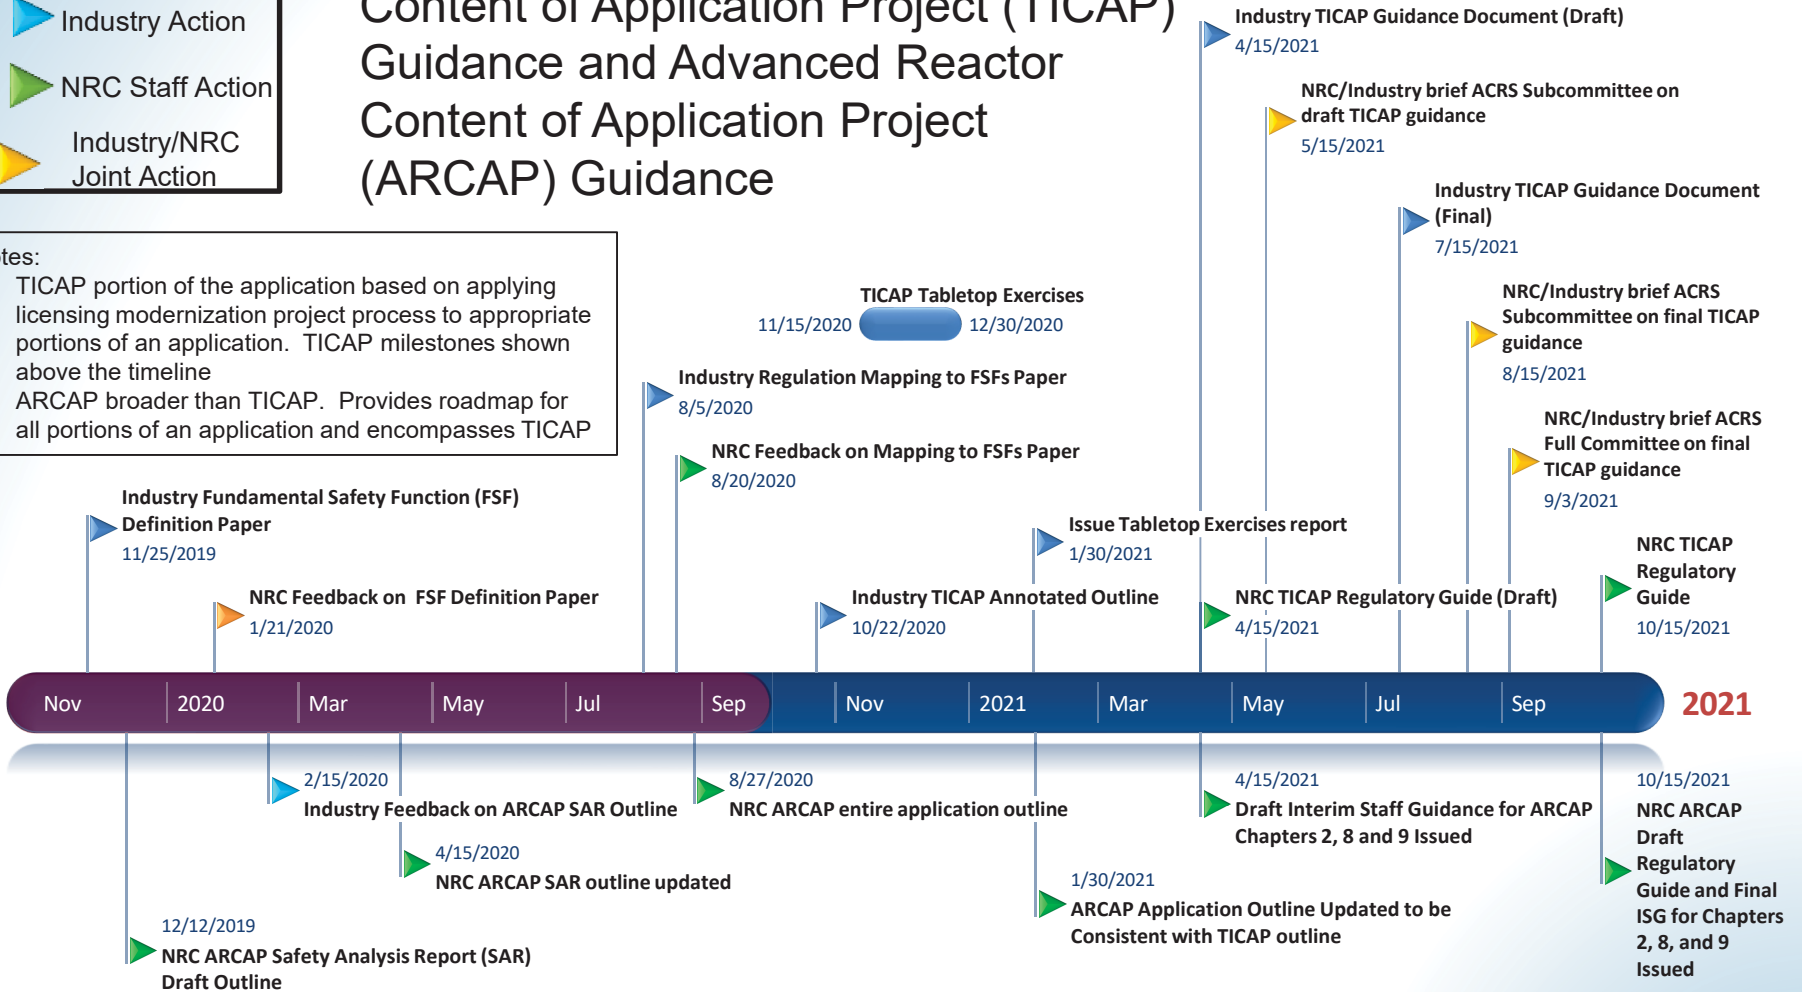 Industry Action
NRC Staff Action
Industry/NRC
Joint Action
Content of Application Project (TICAP)
Guidance and Advanced Reactor
Content of Application Project
(ARCAP) Guidance
TICAP portion of the application based on applying
licensing modernization project process to appropriate
portions of an application. TICAP milestones shown
above the timeline
ARCAP broader than TICAP. Provides roadmap for
all portions of an application and encompasses TICAP
Industry TICAP Guidance Document (Draft)
4/15/2021
NRC/Industry brief ACRS Subcommittee on
draft TICAP guidance
5/15/2021
Industry TICAP Guidance Document
(Final)
7/15/2021
TICAP Tabletop Exercises
11/15/2020 12/30/2020
NRC/Industry brief ACRS
Subcommittee on final TICAP
guidance
8/15/2021
Industry Regulation Mapping to FSFs Paper
8/5/2020
NRC/Industry brief ACRS
Full Committee on final
TICAP guidance
9/3/2021
NRC Feedback on Mapping to FSFs Paper
8/20/2020
Industry Fundamental Safety Function (FSF)
Definition Paper
11/25/2019
Issue Tabletop Exercises report
1/30/2021
NRC TICAP
Regulatory
Guide
10/15/2021
NRC Feedback on FSF Definition Paper
1/21/2020
Industry TICAP Annotated Outline
10/22/2020
NRC TICAP Regulatory Guide (Draft)
4/15/2021
Nov 2020 Mar May Jul Sep Nov 2021 Mar May Jul Sep 2021
2/15/2020
Industry Feedback on ARCAP SAR Outline
8/27/2020
NRC ARCAP entire application outline
4/15/2021
Draft Interim Staff Guidance for ARCAP
Chapters 2, 8 and 9 Issued
10/15/2021
NRC ARCAP
Draft
Regulatory
Guide and Final
ISG for Chapters
2, 8, and 9
Issued
4/15/2020
NRC ARCAP SAR outline updated
1/30/2021
ARCAP Application Outline Updated to be
Consistent with TICAP outline
12/12/2019
NRC ARCAP Safety Analysis Report (SAR)
Draft Outline